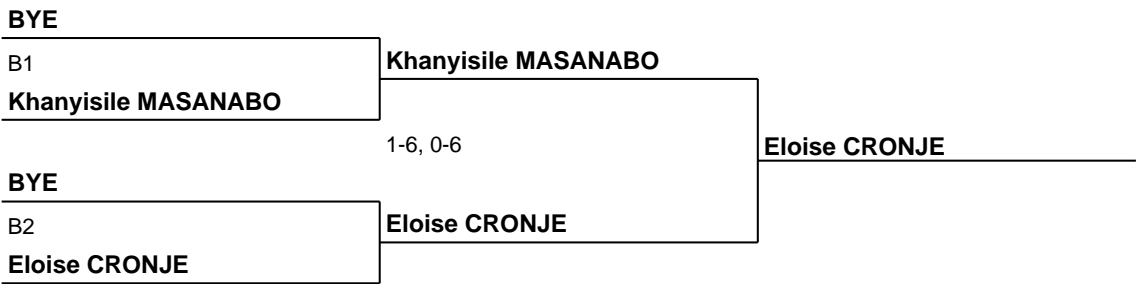 BYE
B1
Khanyisile MASANABO
Khanyisile MASANABO
1-6, 0-6
Eloise CRONJE
BYE
B2
Eloise CRONJE
Eloise CRONJE